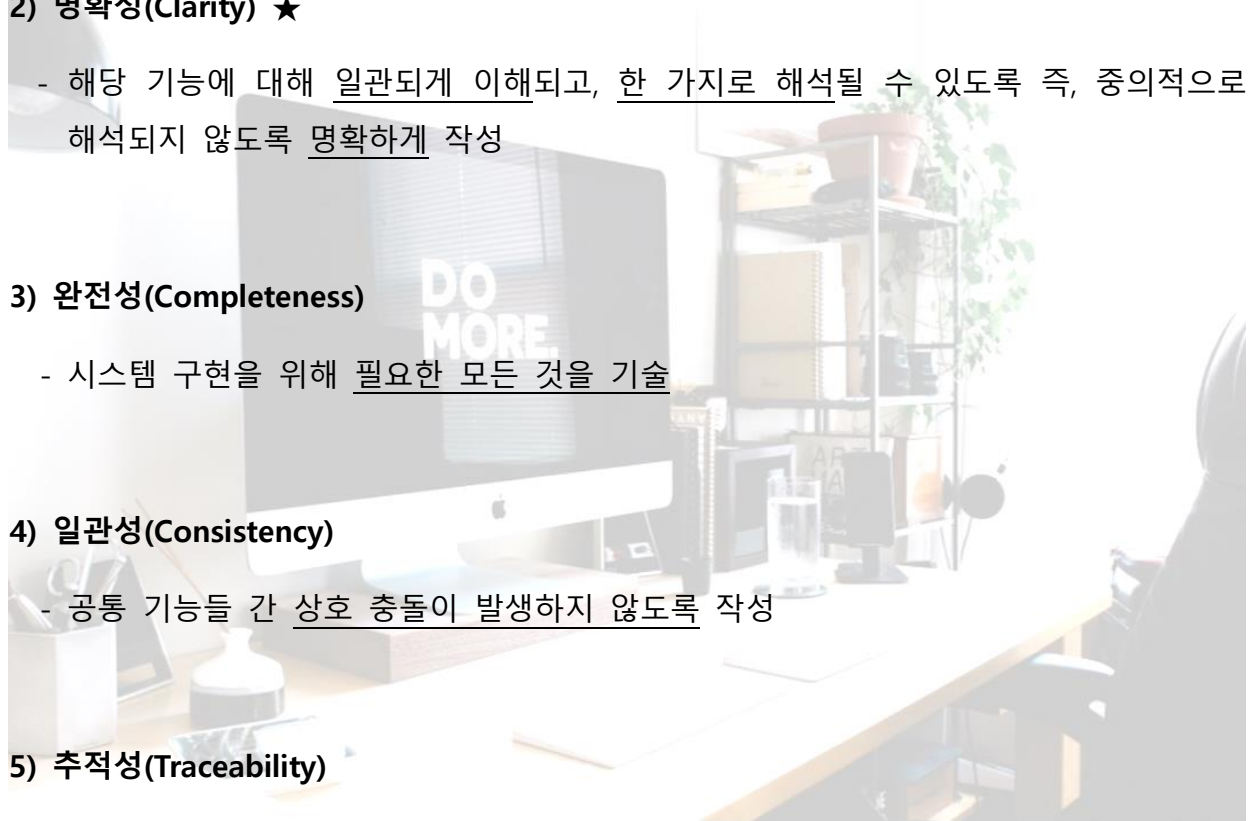 2) 명확성(Clarity) ★
- 해당 기능에 대해 일관되게 이해되고, 한 가지로 해석될 수 있도록 즉, 중의적으로
해석되지 않도록 명확하게 작성
DO
MORE.
3) 완전성(Completeness)
- 시스템 구현을 위해 필요한 모든 것을 기술
4) 일관성(Consistency)
- 공통 기능들 간 상호 충돌이 발생하지 않도록 작성
5) 추적성(Traceability)